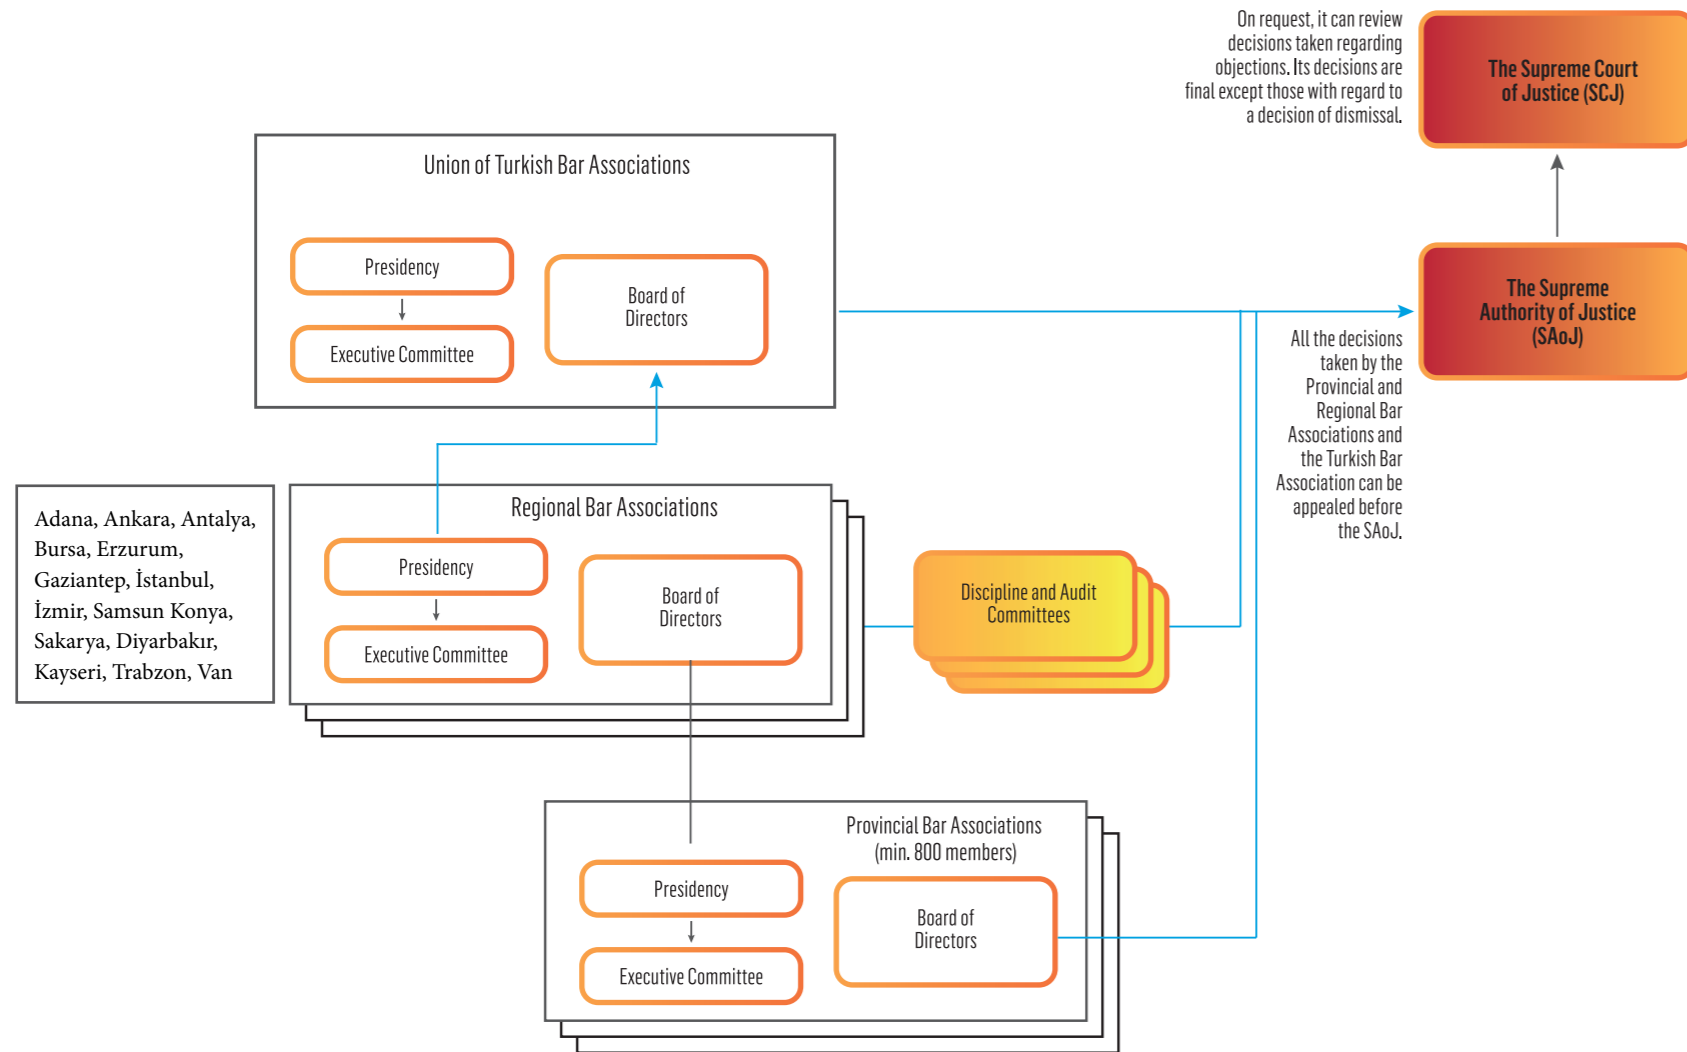 On request, it can review
decisions taken regarding
objections. Its decisions are
final except those with regard to
a decision of dismissal.
The Supreme Court
of Justice (SCJ)
Union of Turkish Bar Associations
Presidency
Executive Committee
Board of
Directors
The Supreme
Authority of Justice
(SAoJ)
All the decisions
taken by the
Provincial and
Regional Bar
Associations and
the Turkish Bar
Association can be
appealed before
the SAoJ.
Adana, Ankara, Antalya,
Bursa, Erzurum,
Gaziantep, İstanbul,
İzmir, Samsun Konya,
Sakarya, Diyarbakır,
Kayseri, Trabzon, Van
Regional Bar Associations
Presidency
Executive Committee
Board of
Directors
Discipline and Audit
Committees
Provincial Bar Associations
(min. 800 members)
Presidency
Executive Committee
Board of
Directors